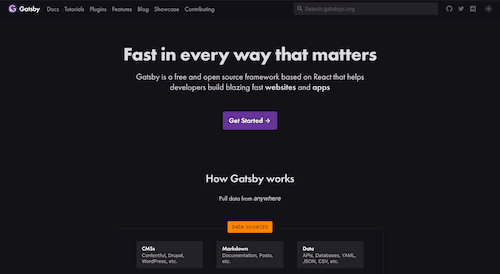 Gatsby Docs Tutorials Plugins Features Blog Showcase Contributing Search gatsbyjs.org
Fast in every way that matters
Gatsby is a free and open source framework based on React that helps
developers build blazing fast websites and apps
Get Started →
How Gatsby works
Pull data from anywhere
DATA SOURCES
CMSs
Contentful, Drupal,
WordPress, etc.
Markdown
Documentation, Posts,
etc.
Data
APIs, Databases, YAML,
JSON, CSV, etc.